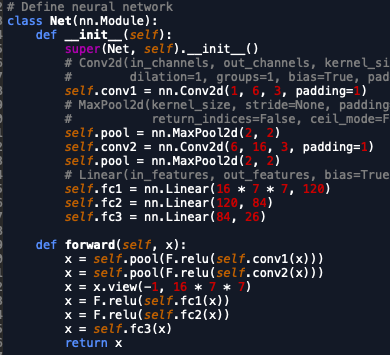 # Define neural network
class Net(nn.Module):
    def __init__(self):
        super(Net, self).__init__()
        # Conv2d(in_channels, out_channels, kernel_siz
        #        dilation=1, groups=1, bias=True, pad
        self.conv1 = nn.Conv2d(1, 6, 3, padding=1)
        # MaxPool2d(kernel_size, stride=None, padding
        #           return_indices=False, ceil_mode=F
        self.pool = nn.MaxPool2d(2, 2)
        self.conv2 = nn.Conv2d(6, 16, 3, padding=1)
        self.pool = nn.MaxPool2d(2, 2)
        # Linear(in_features, out_features, bias=True
        self.fc1 = nn.Linear(16 * 7 * 7, 120)
        self.fc2 = nn.Linear(120, 84)
        self.fc3 = nn.Linear(84, 26)
    def forward(self, x):
        x = self.pool(F.relu(self.conv1(x)))
        x = self.pool(F.relu(self.conv2(x)))
        x = x.view(-1, 16 * 7 * 7)
        x = F.relu(self.fc1(x))
        x = F.relu(self.fc2(x))
        x = self.fc3(x)
        return x